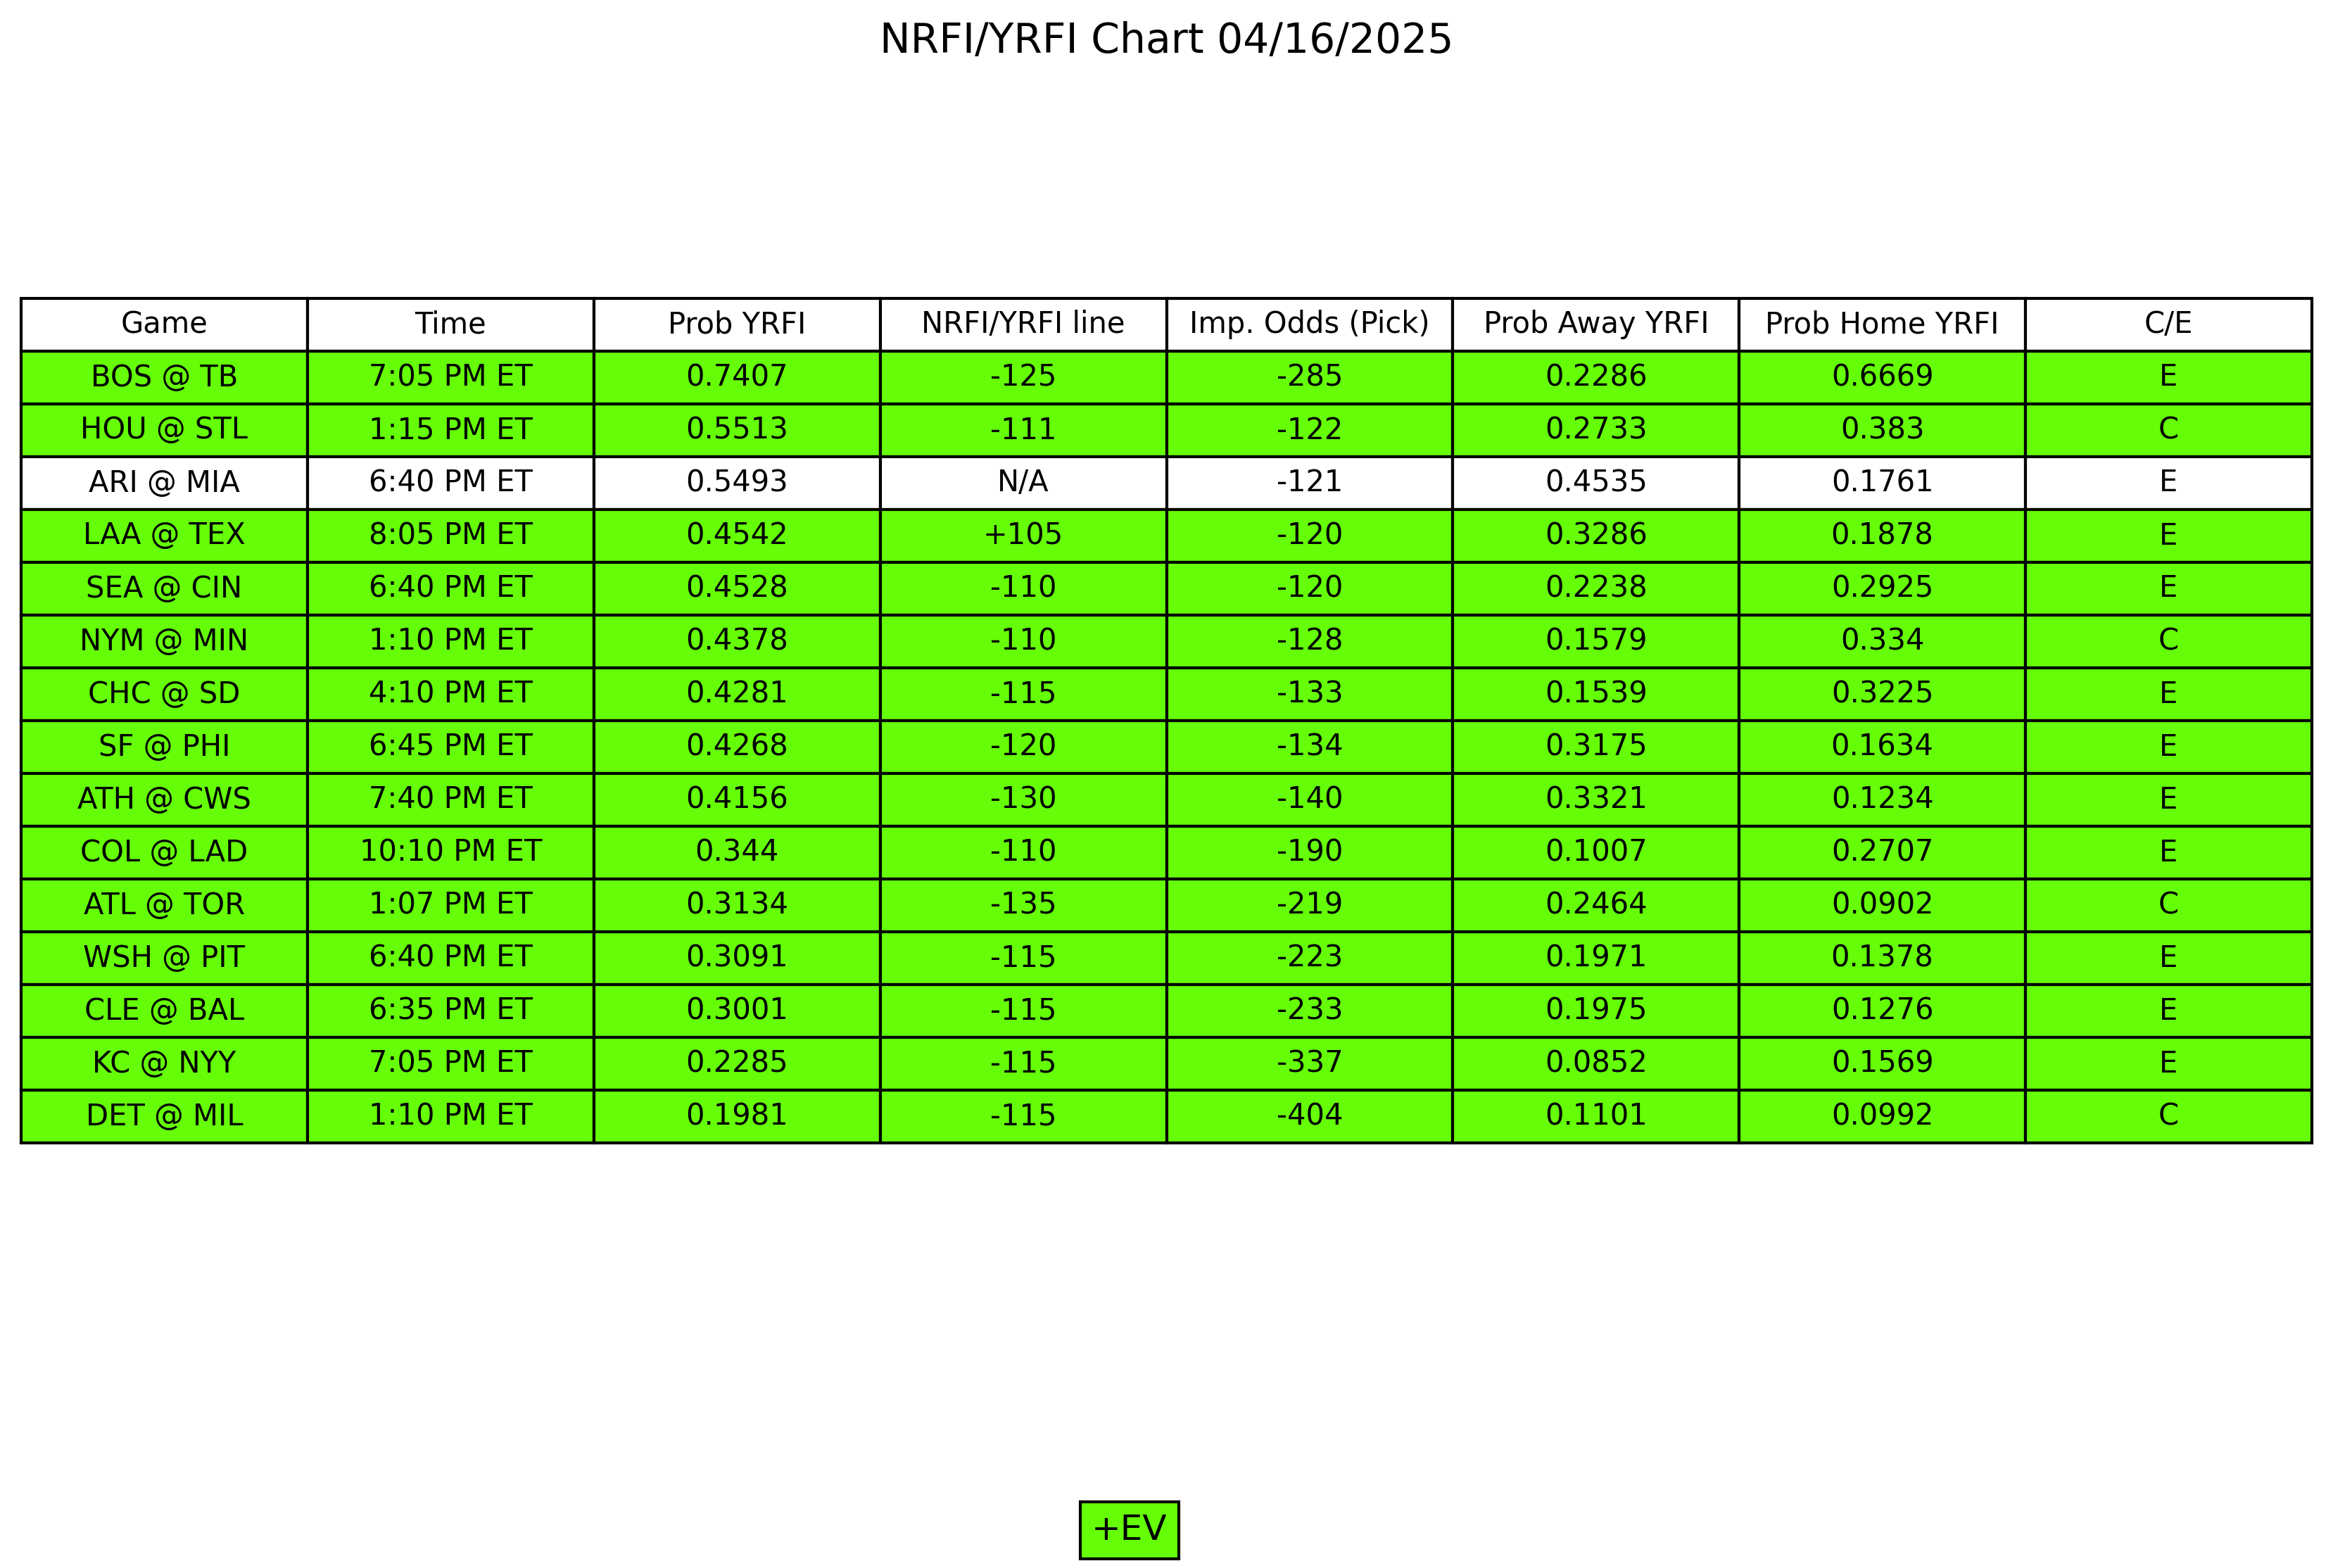 NRFI/YRFI Chart 04/16/2025
Game Time Prob YRFI NRFI/YRFI line Imp. Odds (Pick) Prob Away YRFI Prob Home YRFI C/E
BOS @ TB 7:05 PM ET 0.7407 -125 -285 0.2286 0.6669 E
HOU @ STL 1:15 PM ET 0.5513 -111 -122 0.2733 0.383 C
ARI @ MIA 6:40 PM ET 0.5493 N/A -121 0.4535 0.1761 E
LAA @ TEX 8:05 PM ET 0.4542 +105 -120 0.3286 0.1878 E
SEA @ CIN 6:40 PM ET 0.4528 -110 -120 0.2238 0.2925 E
NYM @ MIN 1:10 PM ET 0.4378 -110 -128 0.1579 0.334 C
CHC @ SD 4:10 PM ET 0.4281 -115 -133 0.1539 0.3225 E
SF @ PHI 6:45 PM ET 0.4268 -120 -134 0.3175 0.1634 E
ATH @ CWS 7:40 PM ET 0.4156 -130 -140 0.3321 0.1234 E
COL @ LAD 10:10 PM ET 0.344 -110 -190 0.1007 0.2707 E
ATL @ TOR 1:07 PM ET 0.3134 -135 -219 0.2464 0.0902 C
WSH @ PIT 6:40 PM ET 0.3091 -115 -223 0.1971 0.1378 E
CLE @ BAL 6:35 PM ET 0.3001 -115 -233 0.1975 0.1276 E
KC @ NYY 7:05 PM ET 0.2285 -115 -337 0.0852 0.1569 E
DET @ MIL 1:10 PM ET 0.1981 -115 -404 0.1101 0.0992 C
+EV